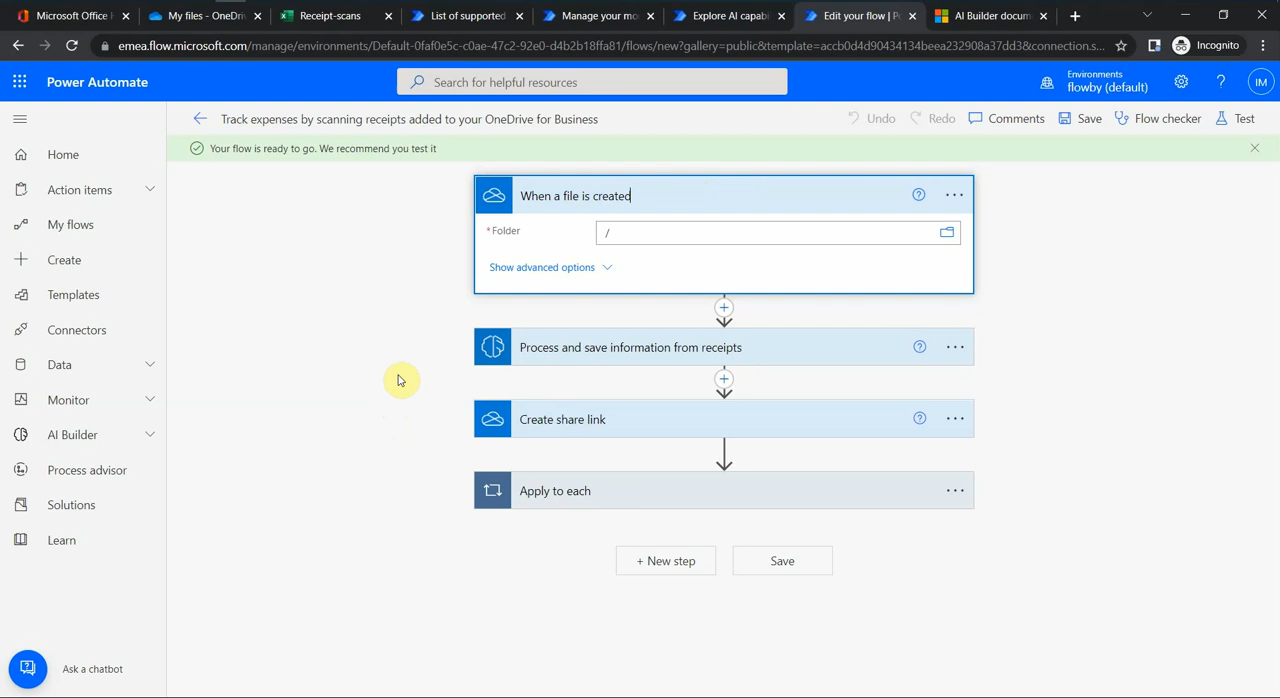 Microsoft Office H
My files - OneDriv
Receipt-scans
List of supported
Manage your mo
Explore AI capabi
Edit your flow | Po
AI Builder docum
emea.flow.microsoft.com/manage/environments/Default-0faf0e5c-c0ae-47c2-92e0-d4b2b18ffa81/flows/new?gallery=public&template=accb0d4d90434134beea232908a37dd3&connection.s...
Incognito
Power Automate
Search for helpful resources
Environments
flowby (default)
?
IM
Track expenses by scanning receipts added to your OneDrive for Business
Undo
Redo
Comments
Save
Flow checker
Test
Your flow is ready to go. We recommend you test it
Home
Action items
My flows
Create
Templates
Connectors
Data
Monitor
AI Builder
Process advisor
Solutions
Learn
Ask a chatbot
When a file is created
* Folder
/
Show advanced options
Process and save information from receipts
Create share link
Apply to each
+ New step
Save